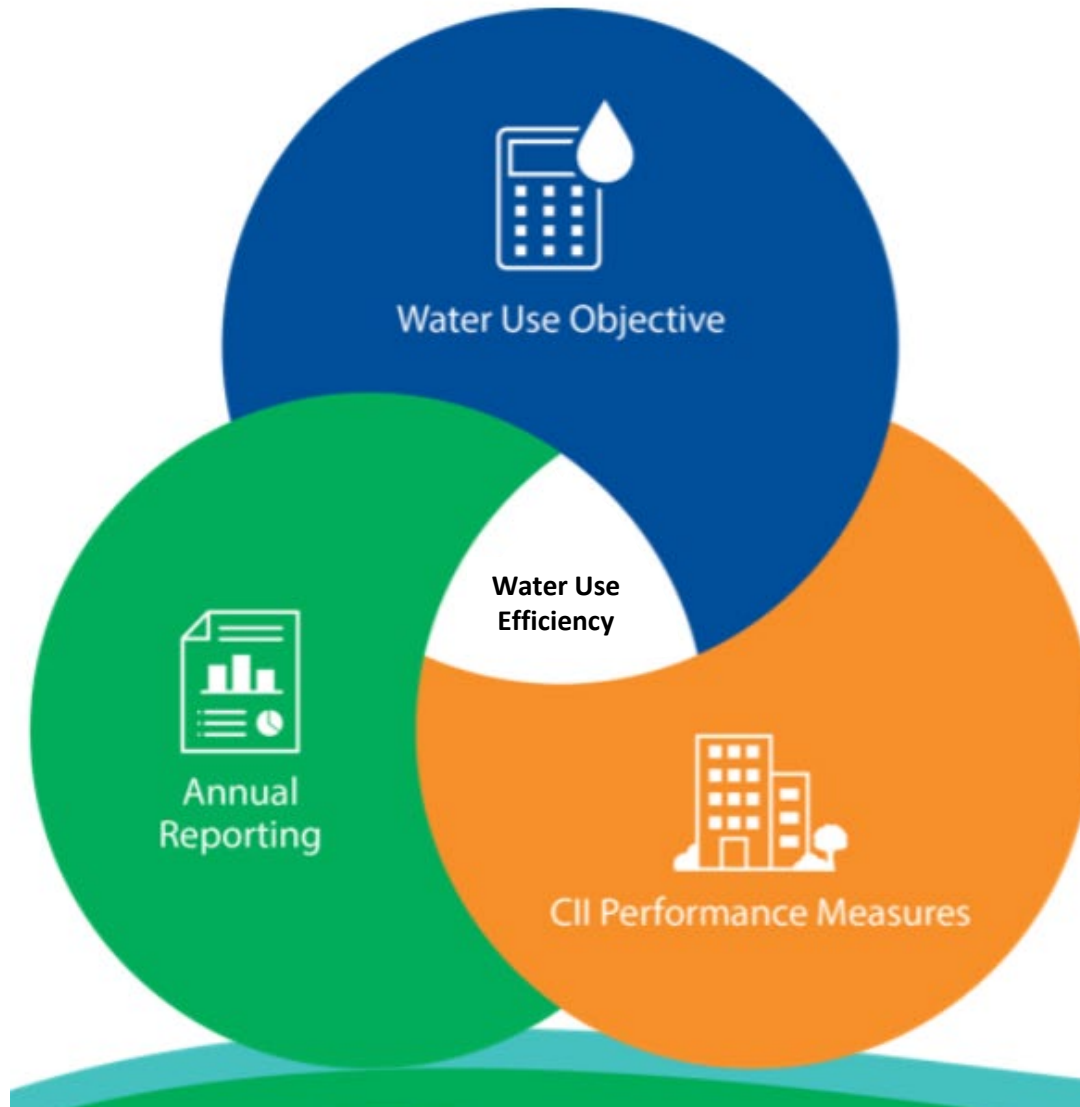 Water Use Objective
Water Use
Efficiency
Annual
Reporting
CII Performance Measures